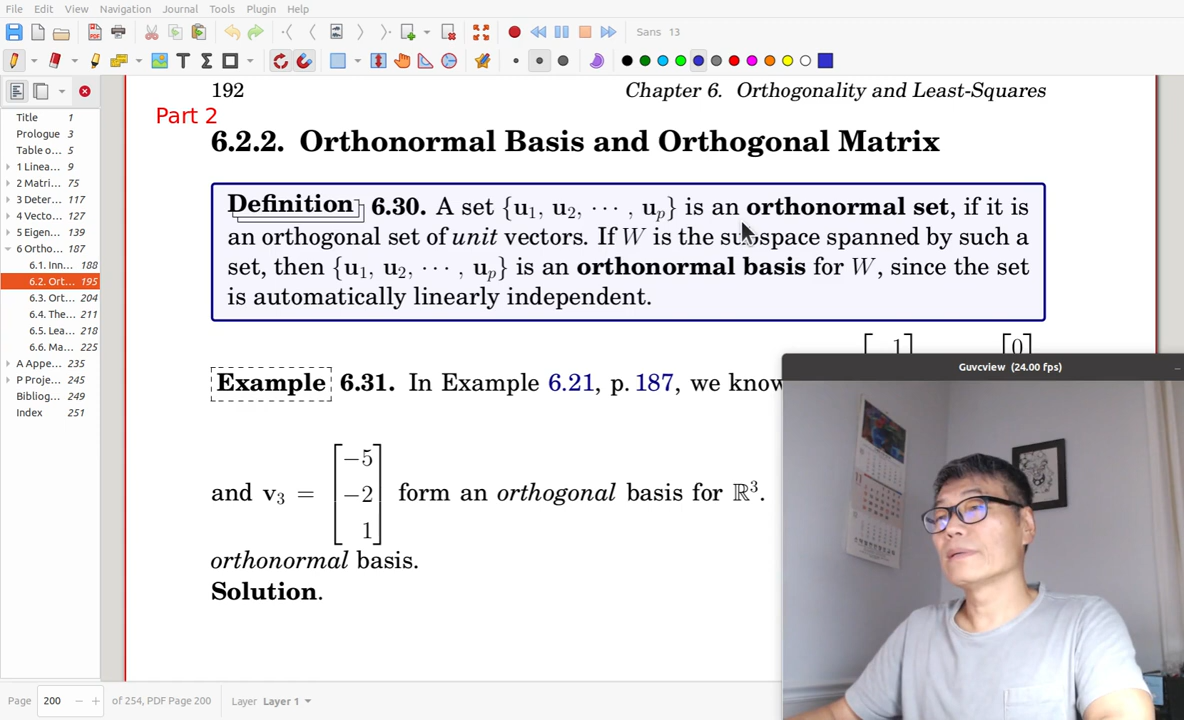 File Edit View Navigation Journal Tools Plugin Help
Sans 13
Title 1
Prologue 3
Table o... 5
1 Linea... 9
2 Matri... 75
3 Deter... 117
4 Vecto... 127
5 Eigen... 139
6 Ortho... 187
6.1. Inn... 188
6.2. Ort... 195
6.3. Ort... 204
6.4. The... 211
6.5. Lea... 218
6.6. Ma... 225
A Appe... 235
P Proje... 245
Bibliog... 249
Index 251
192 Chapter 6. Orthogonality and Least-Squares
Part 2
6.2.2. Orthonormal Basis and Orthogonal Matrix
Definition 6.30. A set {u₁, u₂, ⋯ , uₚ} is an orthonormal set, if it is
an orthogonal set of unit vectors. If W is the subspace spanned by such a
set, then {u₁, u₂, ⋯ , uₚ} is an orthonormal basis for W, since the set
is automatically linearly independent.
1 0
Example 6.31. In Example 6.21, p. 187, we know
and v₃ = [−5 −2 1] form an orthogonal basis for ℝ³.
orthonormal basis.
Solution.
Guvcview (24.00 fps)
Page 200 of 254, PDF Page 200 Layer Layer 1